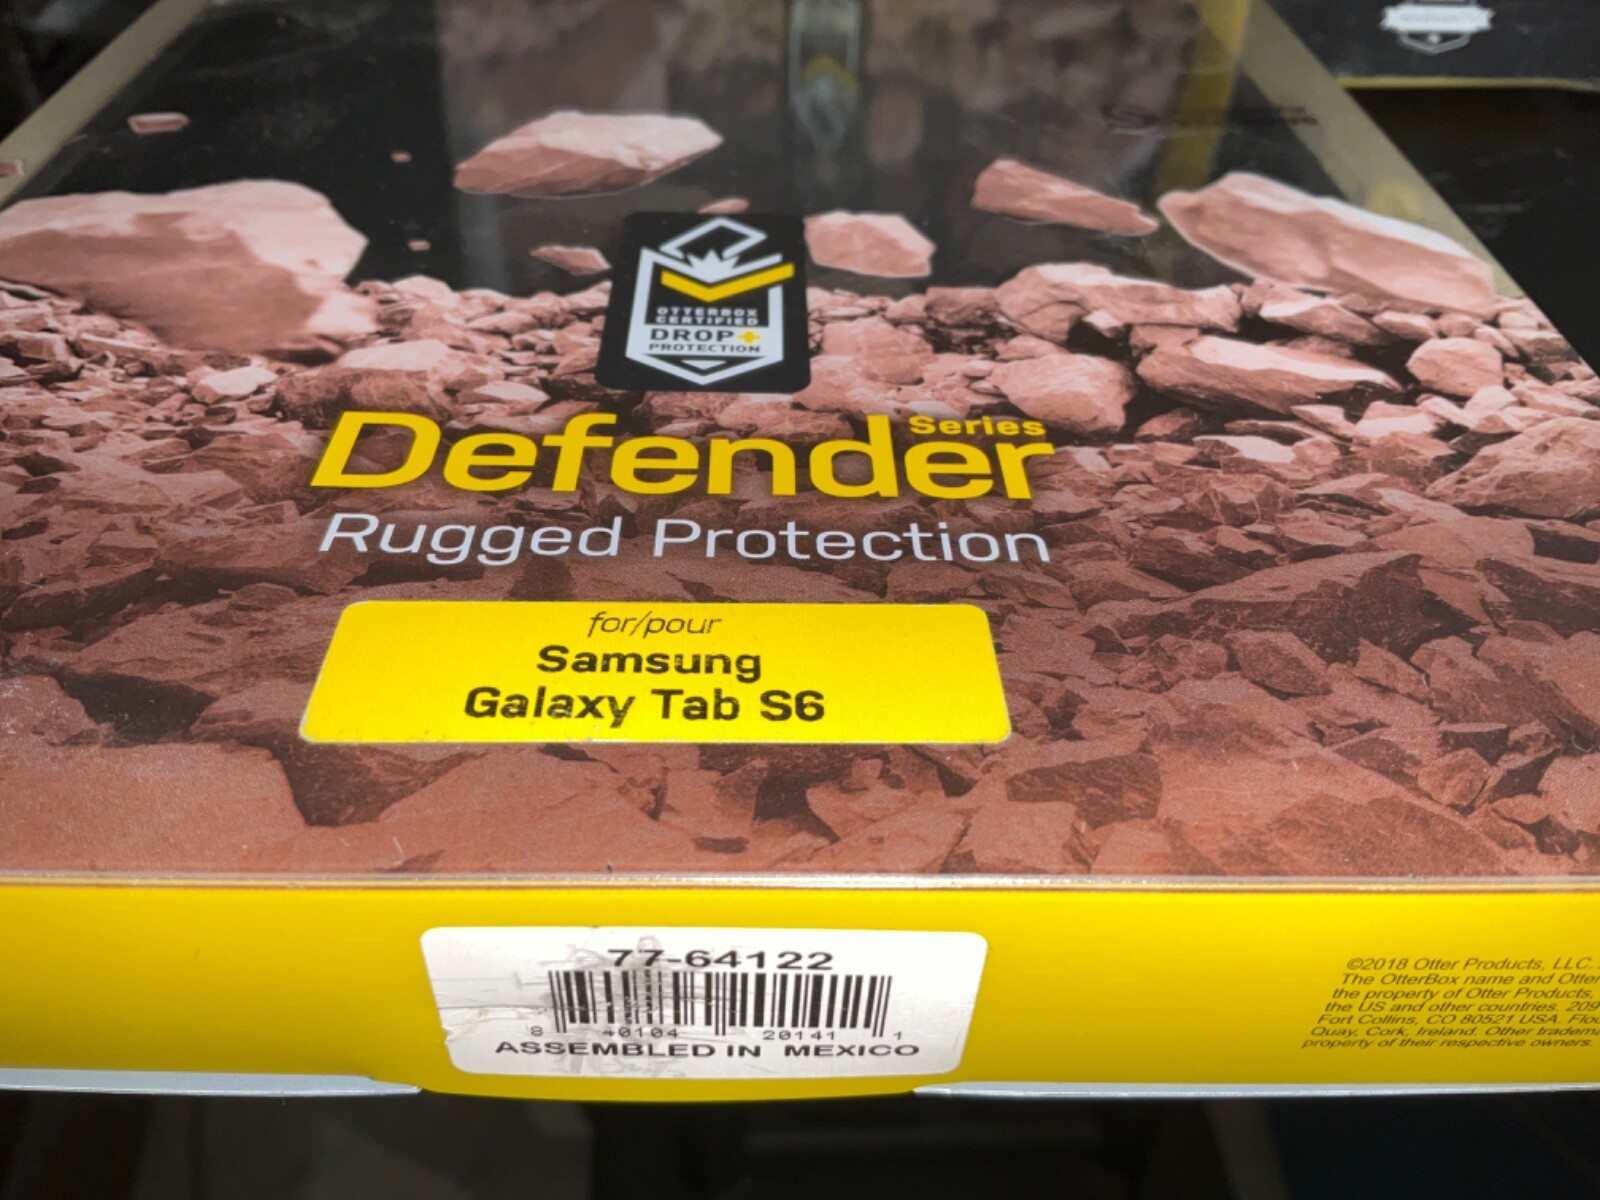 OTTERBOX
CERTIFIED
DROP+
PROTECTION
Defender Series
Rugged Protection
for/pour
Samsung
Galaxy Tab S6
77-64122
8 40104 20141 1
ASSEMBLED IN MEXICO
©2018 Otter Products, LLC.
The OtterBox name and
the property of Otter Products,
the US and other countries.
Fort Collins, CO 80521 USA.
Quay, Cork, Ireland. Other
property of their respective owners.